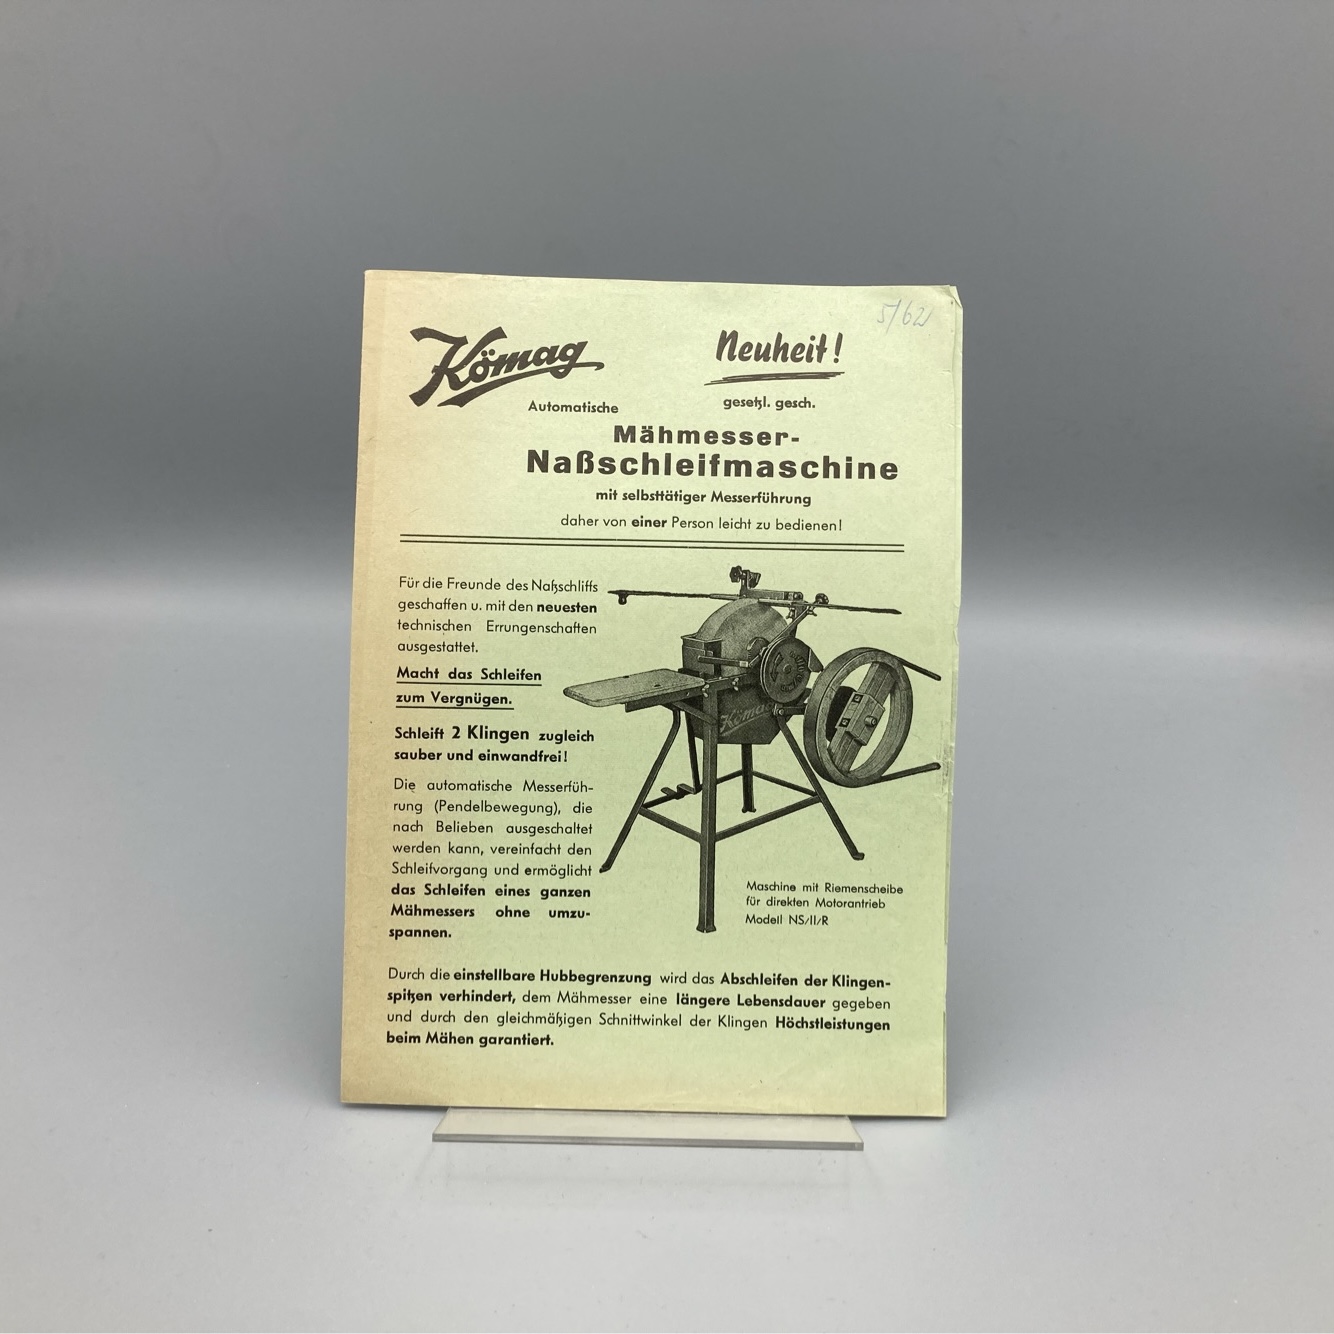 5/62
Kömag
Neuheit!
Automatische
gesetzl. gesch.
Mähmesser-
Naßschleifmaschine
mit selbsttätiger Messerführung
daher von einer Person leicht zu bedienen!
Für die Freunde des Naßschliffs
geschaffen u. mit den neuesten
technischen Errungenschaften
ausgestattet.
Macht das Schleifen
zum Vergnügen.
Schleift 2 Klingen zugleich
sauber und einwandfrei!
Die automatische Messerfüh-
rung (Pendelbewegung), die
nach Belieben ausgeschaltet
werden kann, vereinfacht den
Schleifvorgang und ermöglicht
das Schleifen eines ganzen
Mähmessers ohne umzu-
spannen.
Kömag
Maschine mit Riemenscheibe
für direkten Motorantrieb
Modell NS/II/R
Durch die einstellbare Hubbegrenzung wird das Abschleifen der Klingen-
spitzen verhindert, dem Mähmesser eine längere Lebensdauer gegeben
und durch den gleichmäßigen Schnittwinkel der Klingen Höchstleistungen
beim Mähen garantiert.